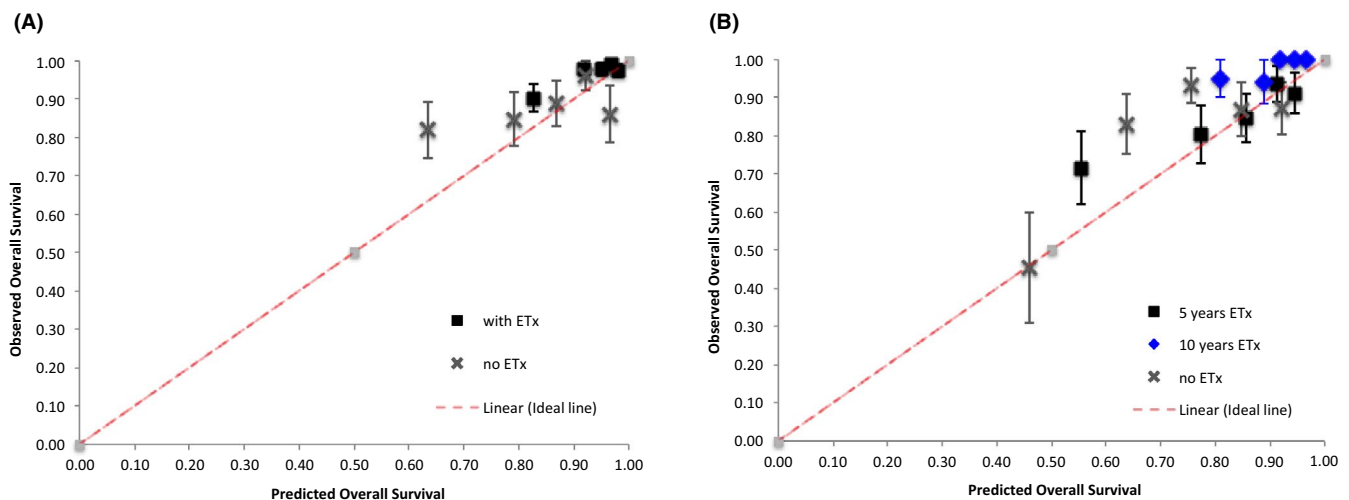 (A)
1.00
0.90
0.80
0.70
0.60
0.50
0.40
0.30
0.20
0.10
0.00
Observed Overall Survival
with ETx
no ETx
Linear (Ideal line)
0.00 0.10 0.20 0.30 0.40 0.50 0.60 0.70 0.80 0.90 1.00
Predicted Overall Survival
(B)
1.00
0.90
0.80
0.70
0.60
0.50
0.40
0.30
0.20
0.10
0.00
Observed Overall Survival
5 years ETx
10 years ETx
no ETx
Linear (Ideal line)
0.00 0.10 0.20 0.30 0.40 0.50 0.60 0.70 0.80 0.90 1.00
Predicted Overall Survival